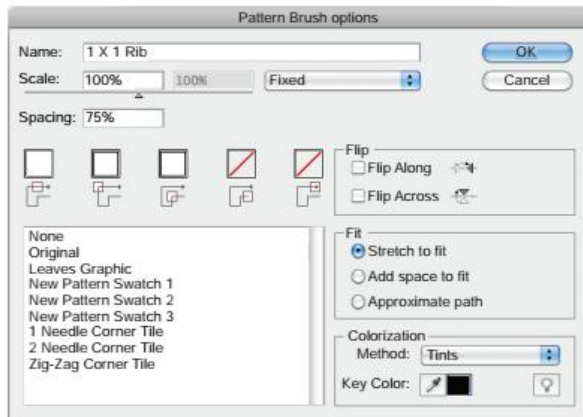 Pattern Brush options
Name: 1 X 1 Rib
OK
Scale: 100% 100% Fixed
Cancel
Spacing: 75%
Flip
Flip Along
Flip Across
None
Original
Leaves Graphic
New Pattern Swatch 1
New Pattern Swatch 2
New Pattern Swatch 3
1 Needle Corner Tile
2 Needle Corner Tile
Zig-Zag Corner Tile
Fit
Stretch to fit
Add space to fit
Approximate path
Colorization
Method: Tints
Key Color: